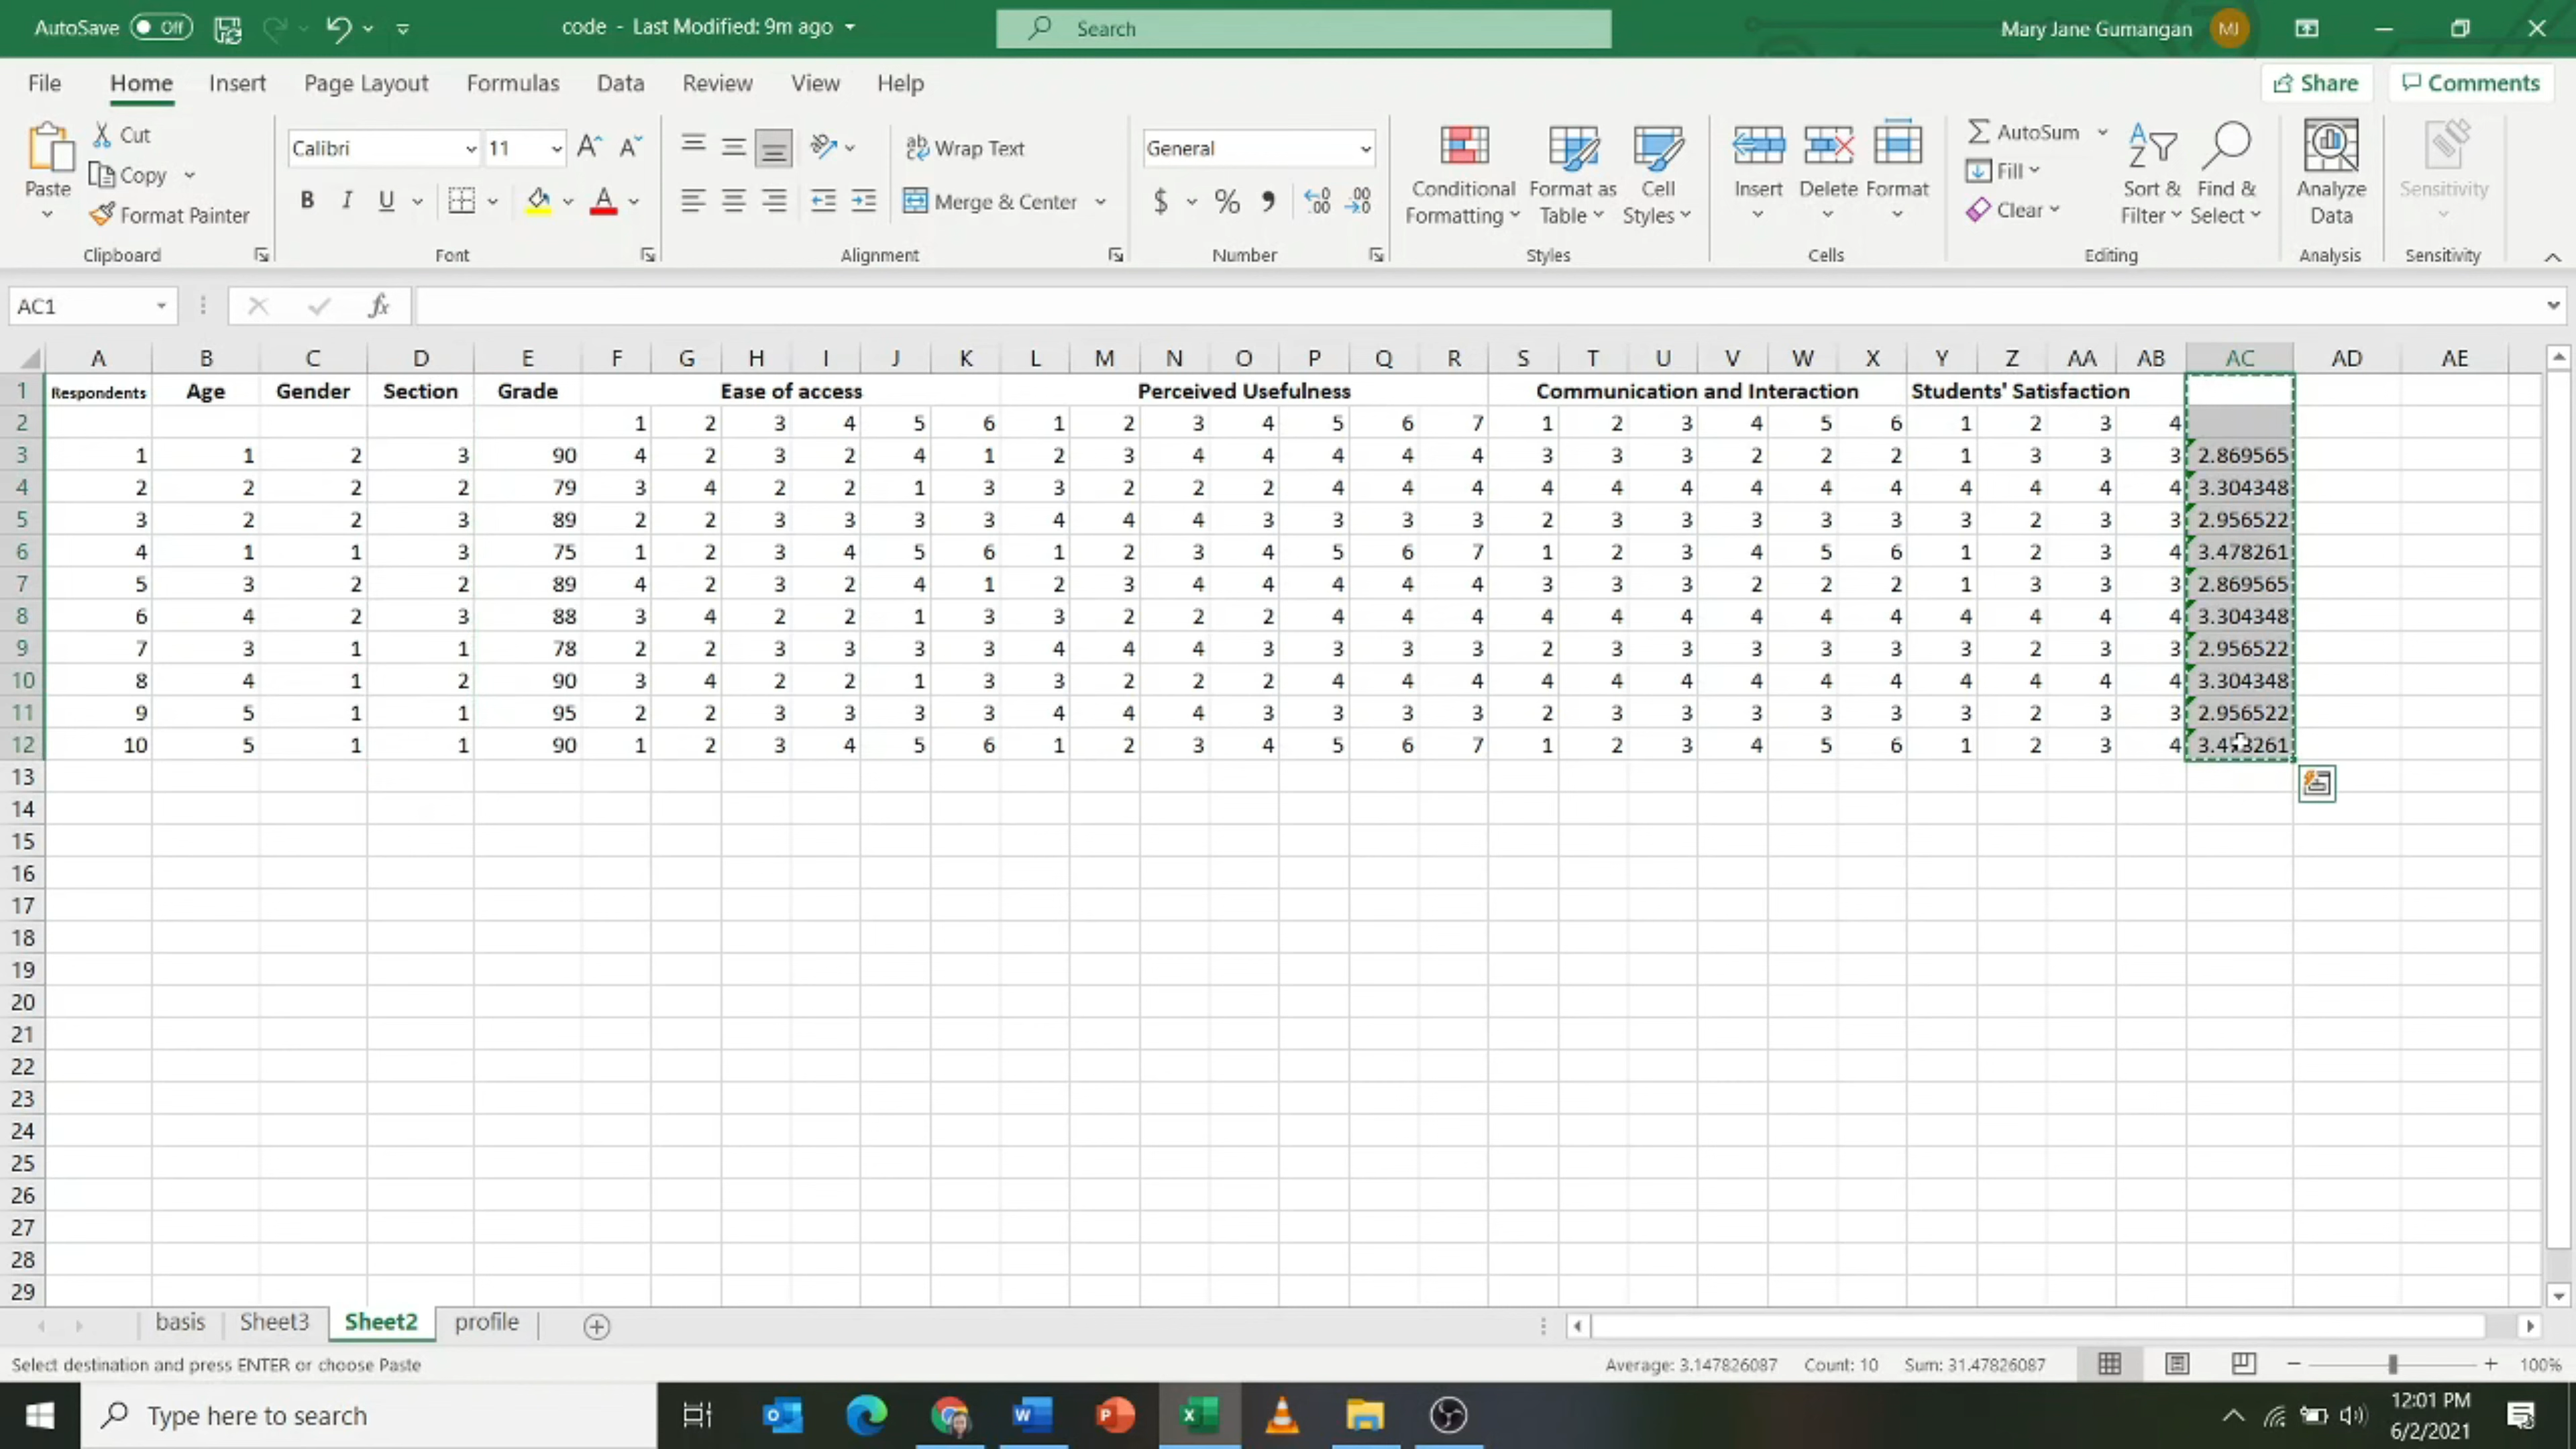 AutoSave Off code - Last Modified: 9m ago Search Mary Jane Gumangan MJ
File Home Insert Page Layout Formulas Data Review View Help Share Comments
Paste Cut Copy Format Painter Calibri 11 B I U Wrap Text Merge & Center General $ % Conditional Formatting Format as Table Cell Styles Insert Delete Format AutoSum Fill Clear Sort & Filter Find & Select Analyze Data Sensitivity
Clipboard Font Alignment Number Styles Cells Editing Analysis Sensitivity
AC1 fx
A B C D E F G H I J K L M N O P Q R S T U V W X Y Z AA AB AC AD AE
1 Respondents Age Gender Section Grade Ease of access Perceived Usefulness Communication and Interaction Students' Satisfaction
2 1 2 3 4 5 6 1 2 3 4 5 6 7 1 2 3 4 5 6 1 2 3 4
3 1 1 2 3 90 4 2 3 2 4 1 2 3 4 4 4 4 4 3 3 3 2 2 2 1 3 3 3 2.869565
4 2 2 2 2 79 3 4 2 2 1 3 3 2 2 2 4 4 4 4 4 4 4 4 4 4 4 4 4 3.304348
5 3 2 2 3 89 2 2 3 3 3 3 4 4 4 3 3 3 3 2 3 3 3 3 3 3 2 3 3 2.956522
6 4 1 1 3 75 1 2 3 4 5 6 1 2 3 4 5 6 7 1 2 3 4 5 6 1 2 3 4 3.478261
7 5 3 2 2 89 4 2 3 2 4 1 2 3 4 4 4 4 4 3 3 3 2 2 2 1 3 3 3 2.869565
8 6 4 2 3 88 3 4 2 2 1 3 3 2 2 2 4 4 4 4 4 4 4 4 4 4 4 4 4 3.304348
9 7 3 1 1 78 2 2 3 3 3 3 4 4 4 3 3 3 3 2 3 3 3 3 3 3 2 3 3 2.956522
10 8 4 1 2 90 3 4 2 2 1 3 3 2 2 2 4 4 4 4 4 4 4 4 4 4 4 4 4 3.304348
11 9 5 1 1 95 2 2 3 3 3 3 4 4 4 3 3 3 3 2 3 3 3 3 3 3 2 3 3 2.956522
12 10 5 1 1 90 1 2 3 4 5 6 1 2 3 4 5 6 7 1 2 3 4 5 6 1 2 3 4 3.478261
13
14
15
16
17
18
19
20
21
22
23
24
25
26
27
28
29
basis Sheet3 Sheet2 profile
Select destination and press ENTER or choose Paste Average: 3.147826087 Count: 10 Sum: 31.47826087 100%
Type here to search 12:01 PM
6/2/2021